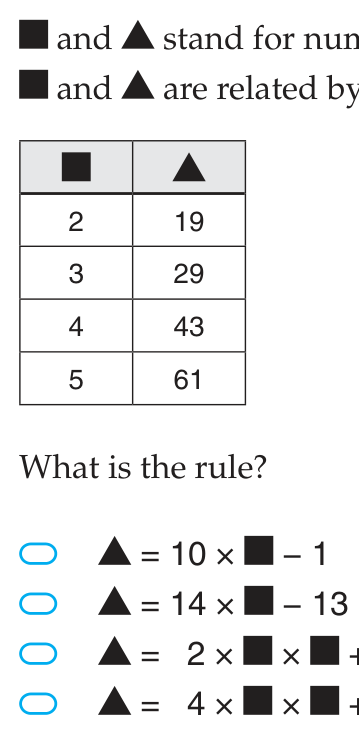 ■ and ▲ stand for
■ and ▲ are related by
■ ▲
2 19
3 29
4 43
5 61
What is the rule?
▲ = 10 × ■ − 1
▲ = 14 × ■ − 13
▲ = 2 × ■ × ■ +
▲ = 4 × ■ × ■ +